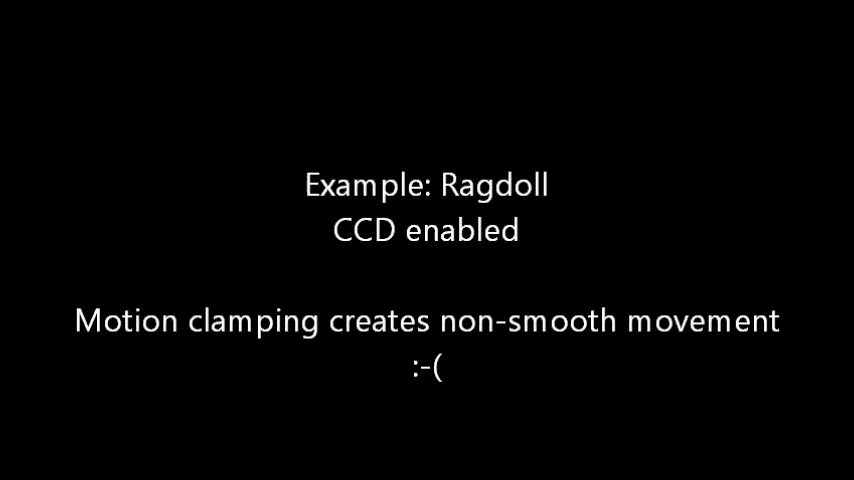 Example: Ragdoll
CCD enabled
Motion clamping creates non-smooth movement
:-(